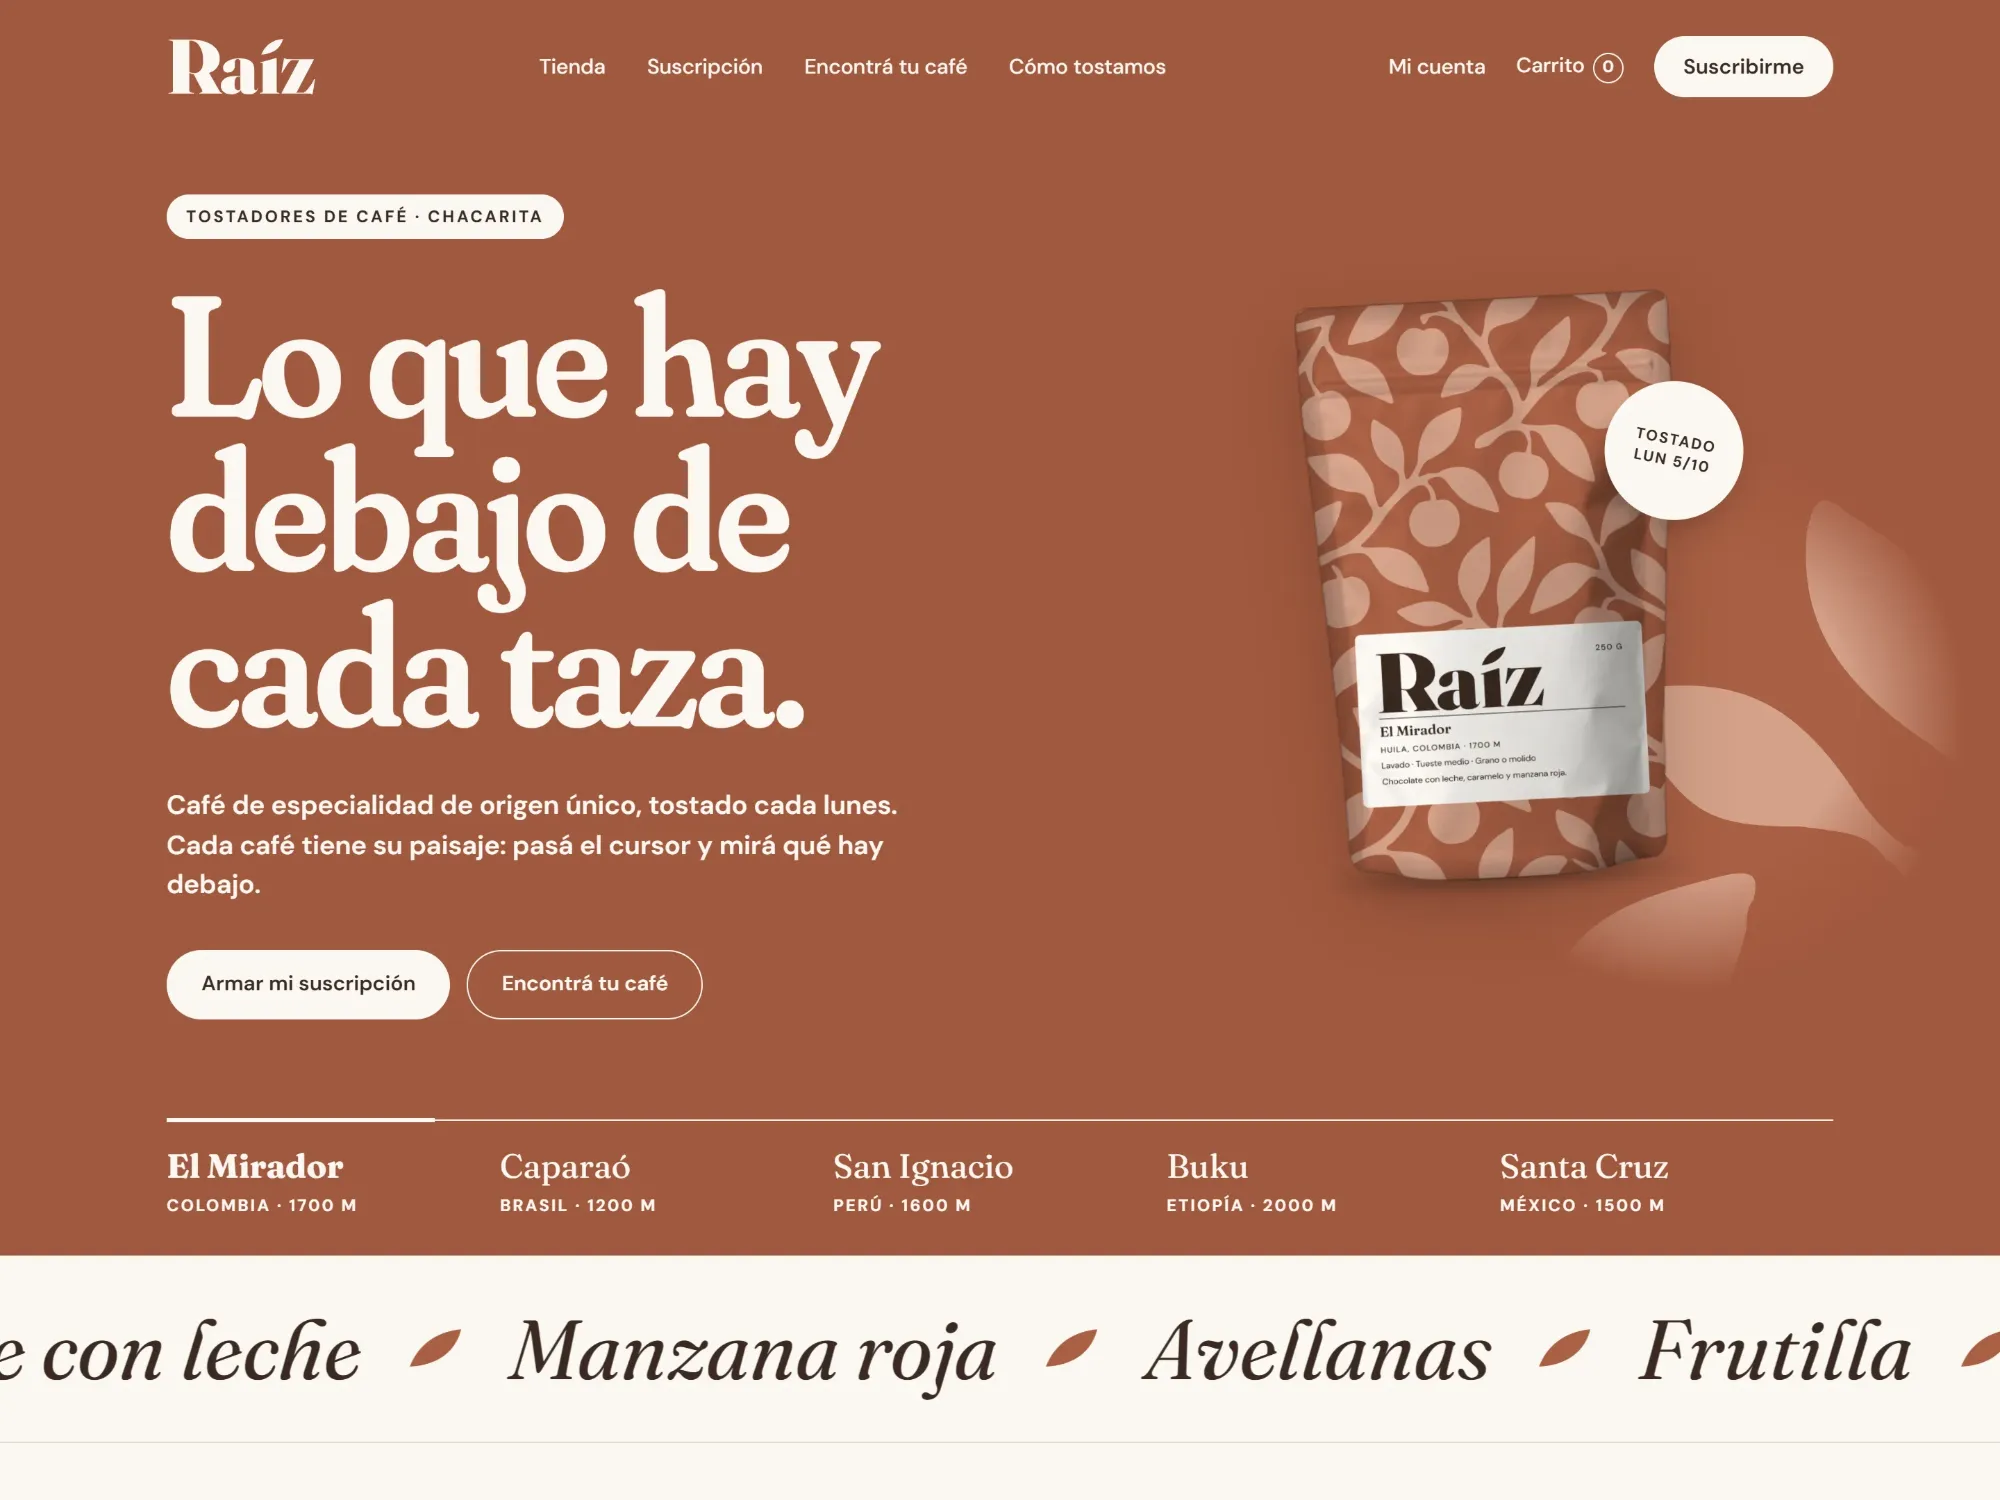 Raíz
Tienda
Suscripción
Encontrá tu café
Cómo tostamos
Mi cuenta
Carrito 0
Suscribirme
TOSTADORES DE CAFÉ · CHACARITA
Lo que hay
debajo de
cada taza.
Café de especialidad de origen único, tostado cada lunes.
Cada café tiene su paisaje: pasá el cursor y mirá qué hay
debajo.
Armar mi suscripción
Encontrá tu café
TOSTADO
LUN 5/10
Raíz
250 G
El Mirador
HUILA, COLOMBIA · 1700 M
Lavado · Tueste medio · Grano o molido
Chocolate con leche, caramelo y manzana roja.
El Mirador
COLOMBIA · 1700 M
Caparaó
BRASIL · 1200 M
San Ignacio
PERÚ · 1600 M
Buku
ETIOPÍA · 2000 M
Santa Cruz
MÉXICO · 1500 M
e con leche
Manzana roja
Avellanas
Frutilla